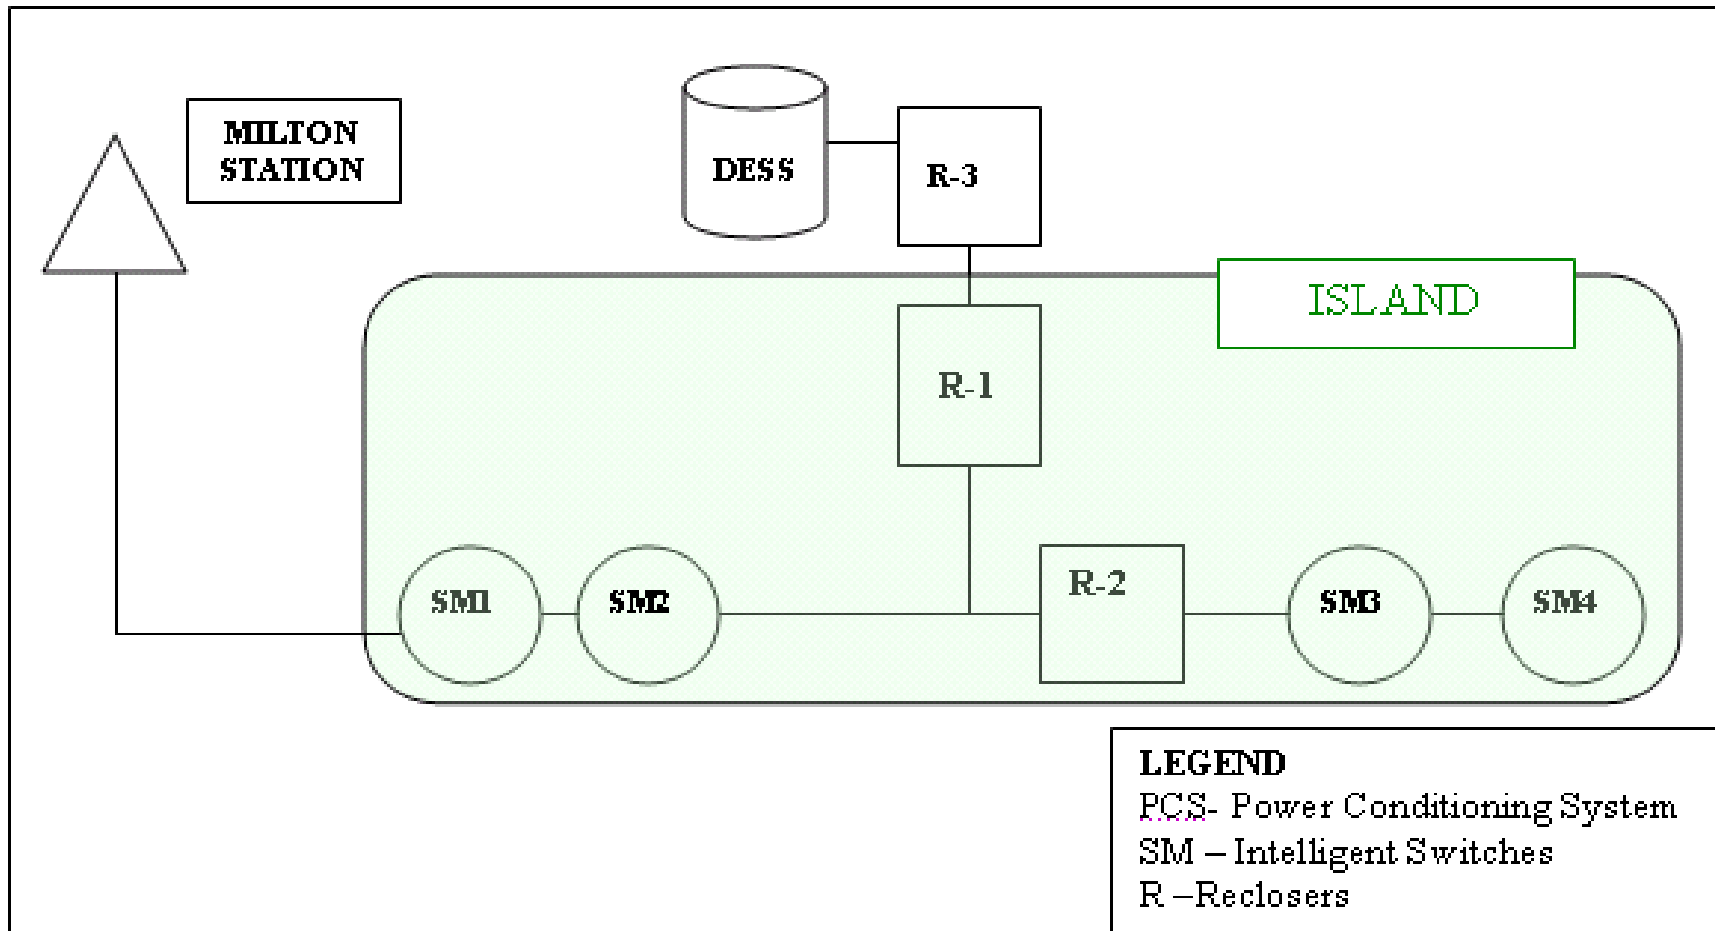 MILTON
STATION
DESS
R-3
ISLAND
R-1
SM1
SM2
R-2
SM3
SM4
LEGEND
PCS- Power Conditioning System
SM – Intelligent Switches
R –Reclosers